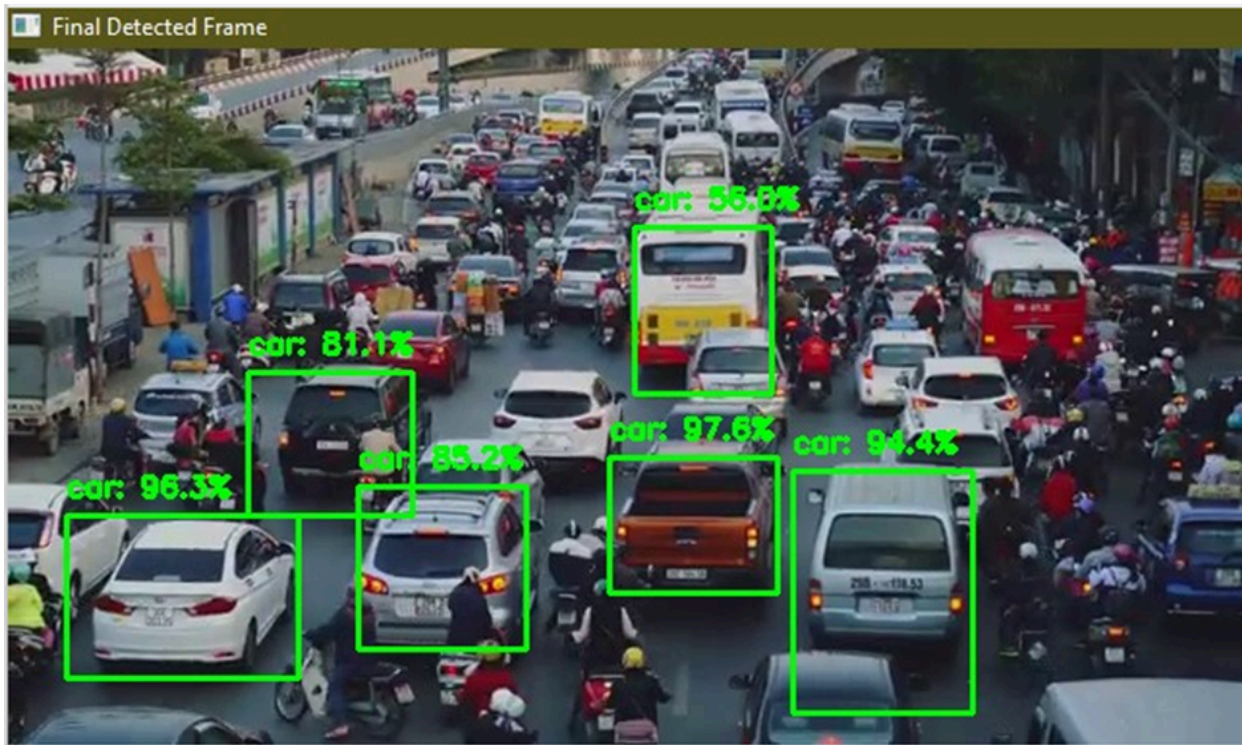 Final Detected Frame
car: 56.0%
car: 81.1%
car: 97.6%
car: 94.4%
car: 85.2%
car: 96.3%